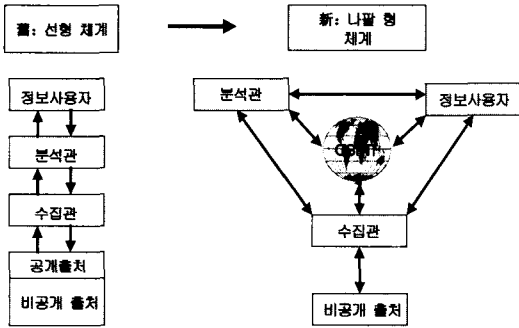 舊: 선형 체계
新: 나팔 형
체계
정보사용자
분석관
수집관
공개출처
비공개 출처
분석관
정보사용자
OSINT
수집관
비공개 출처